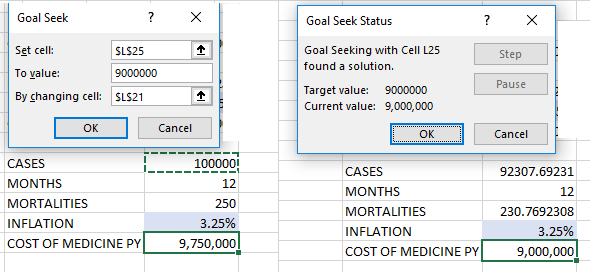 Goal Seek ? ×
Set cell: $L$25
To value: 9000000
By changing cell: $L$21
OK Cancel
CASES 100000
MONTHS 12
MORTALITIES 250
INFLATION 3.25%
COST OF MEDICINE PY 9,750,000
Goal Seek Status ? ×
Goal Seeking with Cell L25
found a solution.
Step
Target value: 9000000
Pause
Current value: 9,000,000
OK Cancel
CASES 92307.69231
MONTHS 12
MORTALITIES 230.7692308
INFLATION 3.25%
COST OF MEDICINE PY 9,000,000